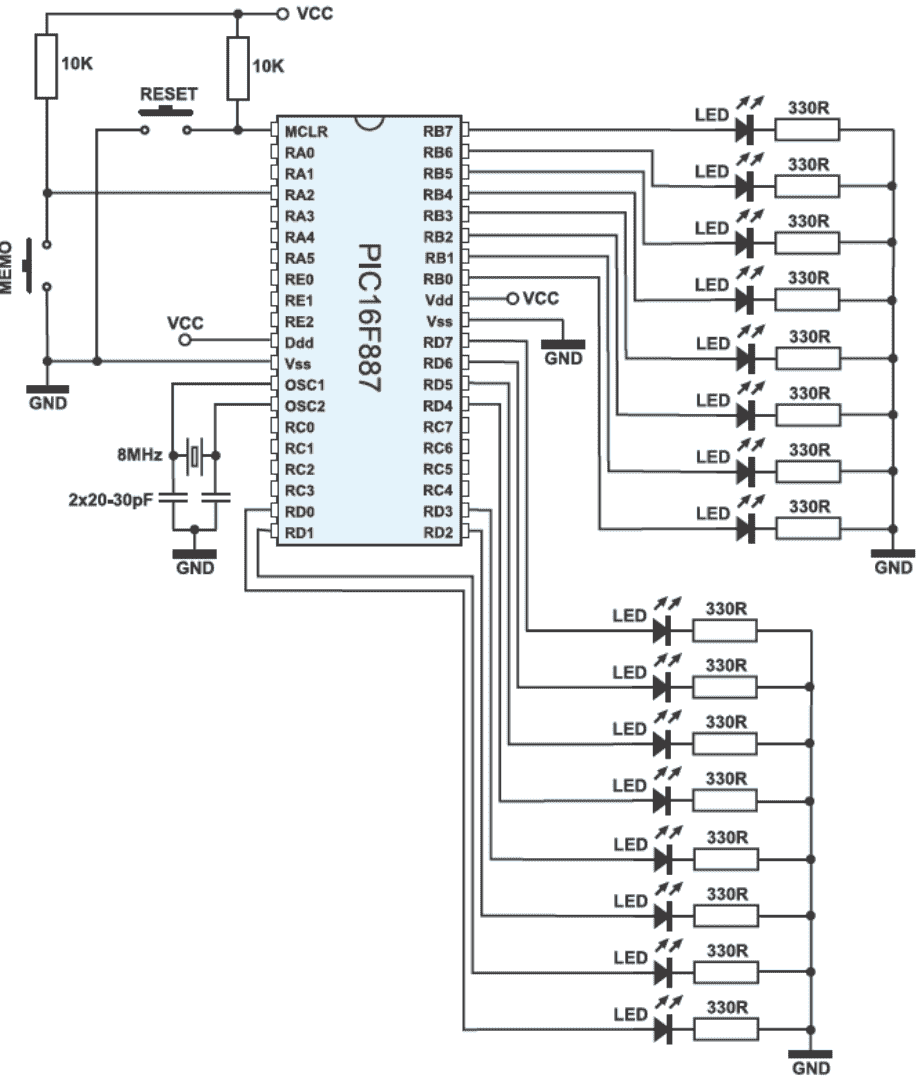 VCC
10K
10K
RESET
MEMO
VCC
GND
8MHz
2x20-30pF
GND
PIC16F887
MCLR
RA0
RA1
RA2
RA3
RA4
RA5
RE0
RE1
RE2
Ddd
Vss
OSC1
OSC2
RC0
RC1
RC2
RC3
RD0
RD1
RB7
RB6
RB5
RB4
RB3
RB2
RB1
RB0
Vdd
Vss
RD7
RD6
RD5
RD4
RC7
RC6
RC5
RC4
RD3
RD2
VCC
GND
LED 330R
LED 330R
LED 330R
LED 330R
LED 330R
LED 330R
LED 330R
LED 330R
GND
LED 330R
LED 330R
LED 330R
LED 330R
LED 330R
LED 330R
LED 330R
LED 330R
GND